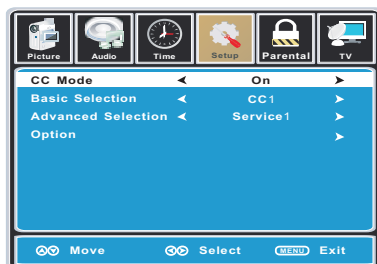 Picture Audio Time Setup Parental TV
CC Mode On
Basic Selection CC1
Advanced Selection Service1
Option
Move Select MENU Exit